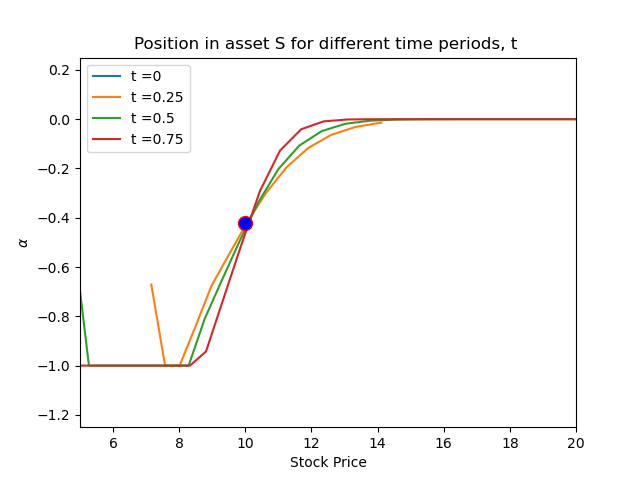 Position in asset S for different time periods, t
t =0
t =0.25
t =0.5
t =0.75
0.2
0.0
−0.2
−0.4
−0.6
−0.8
−1.0
−1.2
α
6
8
10
12
14
16
18
20
Stock Price